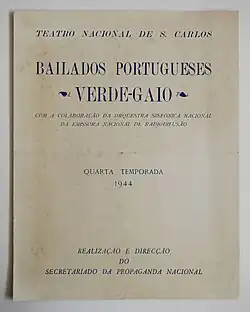 TEATRO NACIONAL DE S. CARLOS
BAILADOS PORTUGUESES
VERDE-GAIO
COM A COLABORAÇÃO DA ORQUESTRA SINFÓNICA NACIONAL
DA EMISSORA NACIONAL DE RADIODIFUSÃO
QUARTA TEMPORADA
1944
REALIZAÇÃO E DIRECÇÃO
DO
SECRETARIADO DA PROPAGANDA NACIONAL